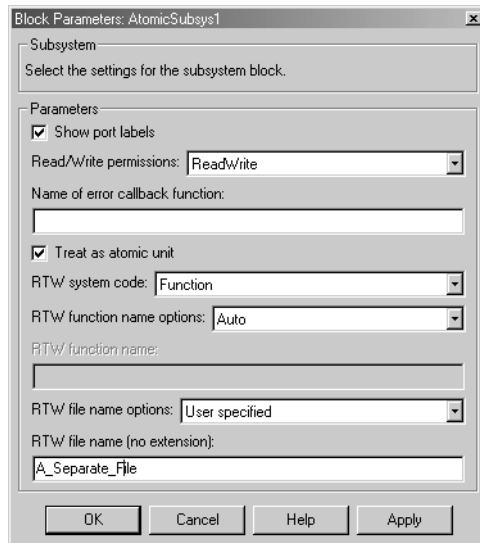 Block Parameters: AtomicSubsys1
Subsystem
Select the settings for the subsystem block.
Parameters
Show port labels
Read/Write permissions: ReadWrite
Name of error callback function:
Treat as atomic unit
RTW system code: Function
RTW function name options: Auto
RTW function name:
RTW file name options: User specified
RTW file name (no extension):
A_Separate_File
OK Cancel Help Apply